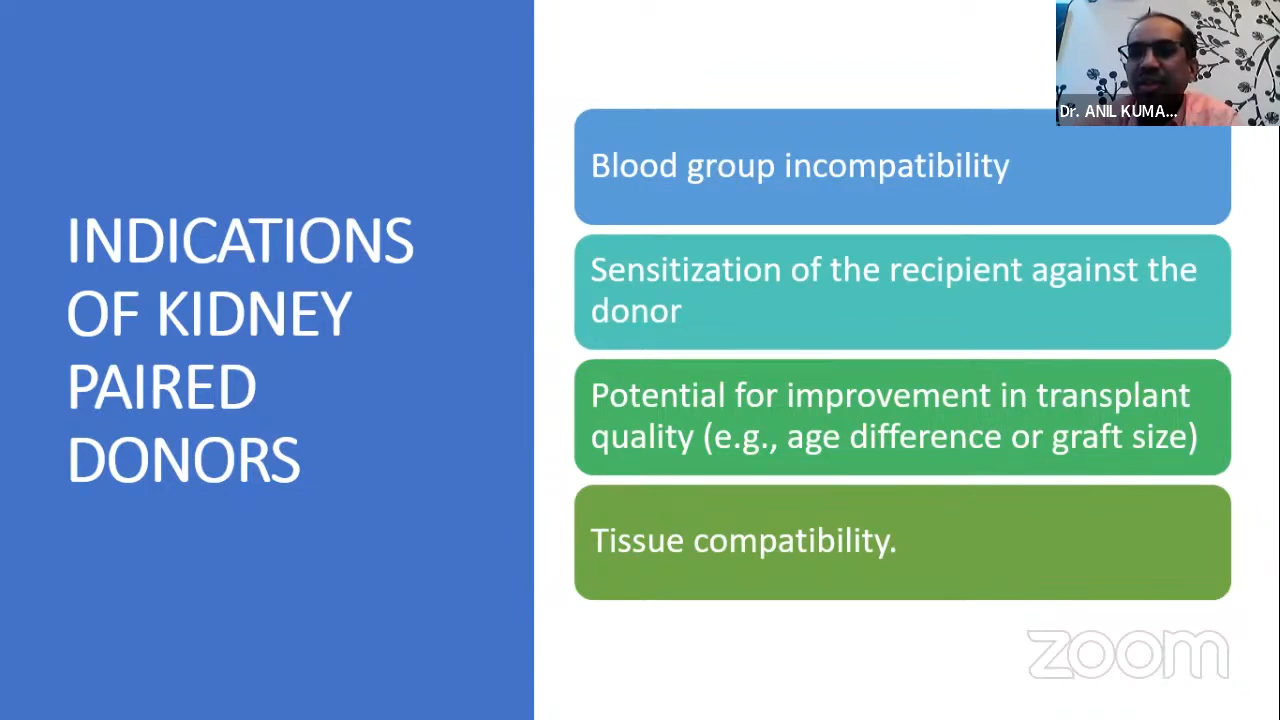 INDICATIONS
OF KIDNEY
PAIRED
DONORS
Dr. ANIL KUMA...
Blood group incompatibility
Sensitization of the recipient against the
donor
Potential for improvement in transplant
quality (e.g., age difference or graft size)
Tissue compatibility.
zoom